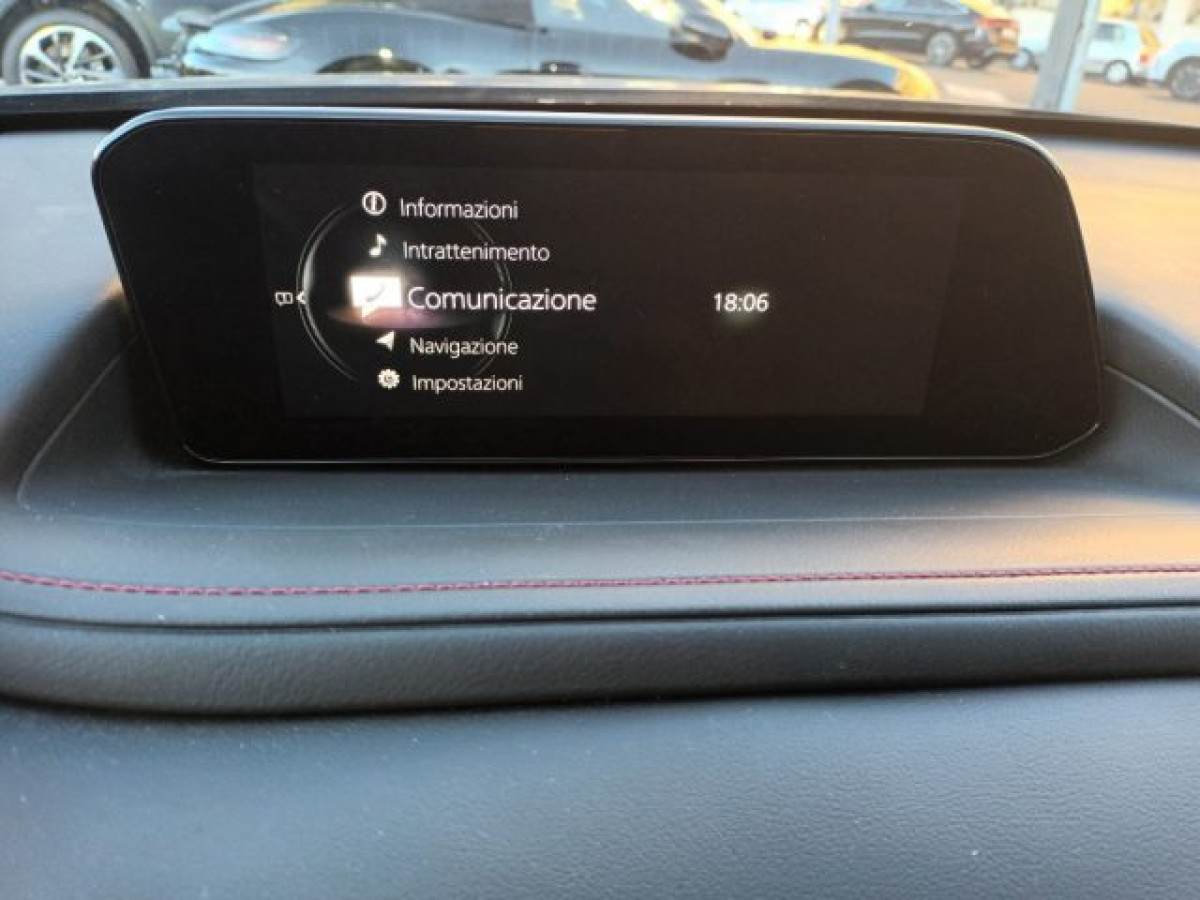 Informazioni
Intrattenimento
Comunicazione
18:06
Navigazione
Impostazioni